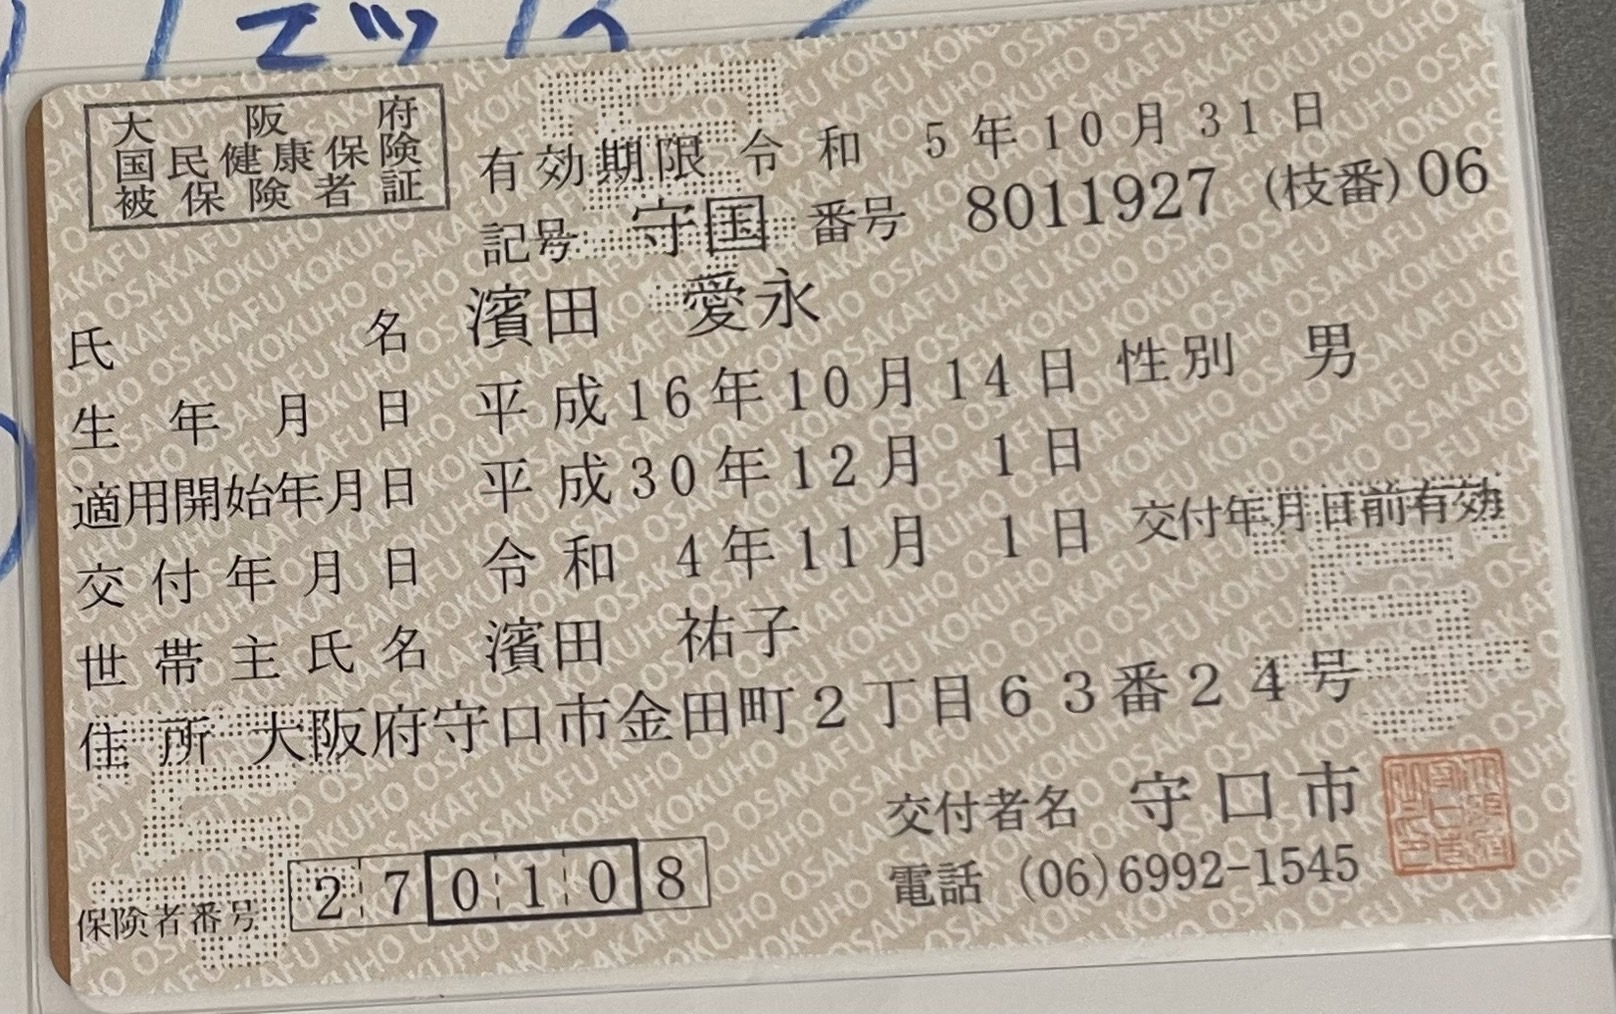 エッ
大阪府
国民健康保険
被保険者証
有効期限 令和 5年10月31日
記号 守国 番号 8011927 (枝番)06
氏名 濱田 愛永
生年月日 平成16年10月14日 性別 男
適用開始年月日 平成30年12月 1日
交付年月日 令和 4年11月 1日 交付年月日前有効
世帯主氏名 濱田 祐子
住所 大阪府守口市金田町2丁目63番24号
交付者名 守口市
電話 (06)6992-1545
保険者番号 270108